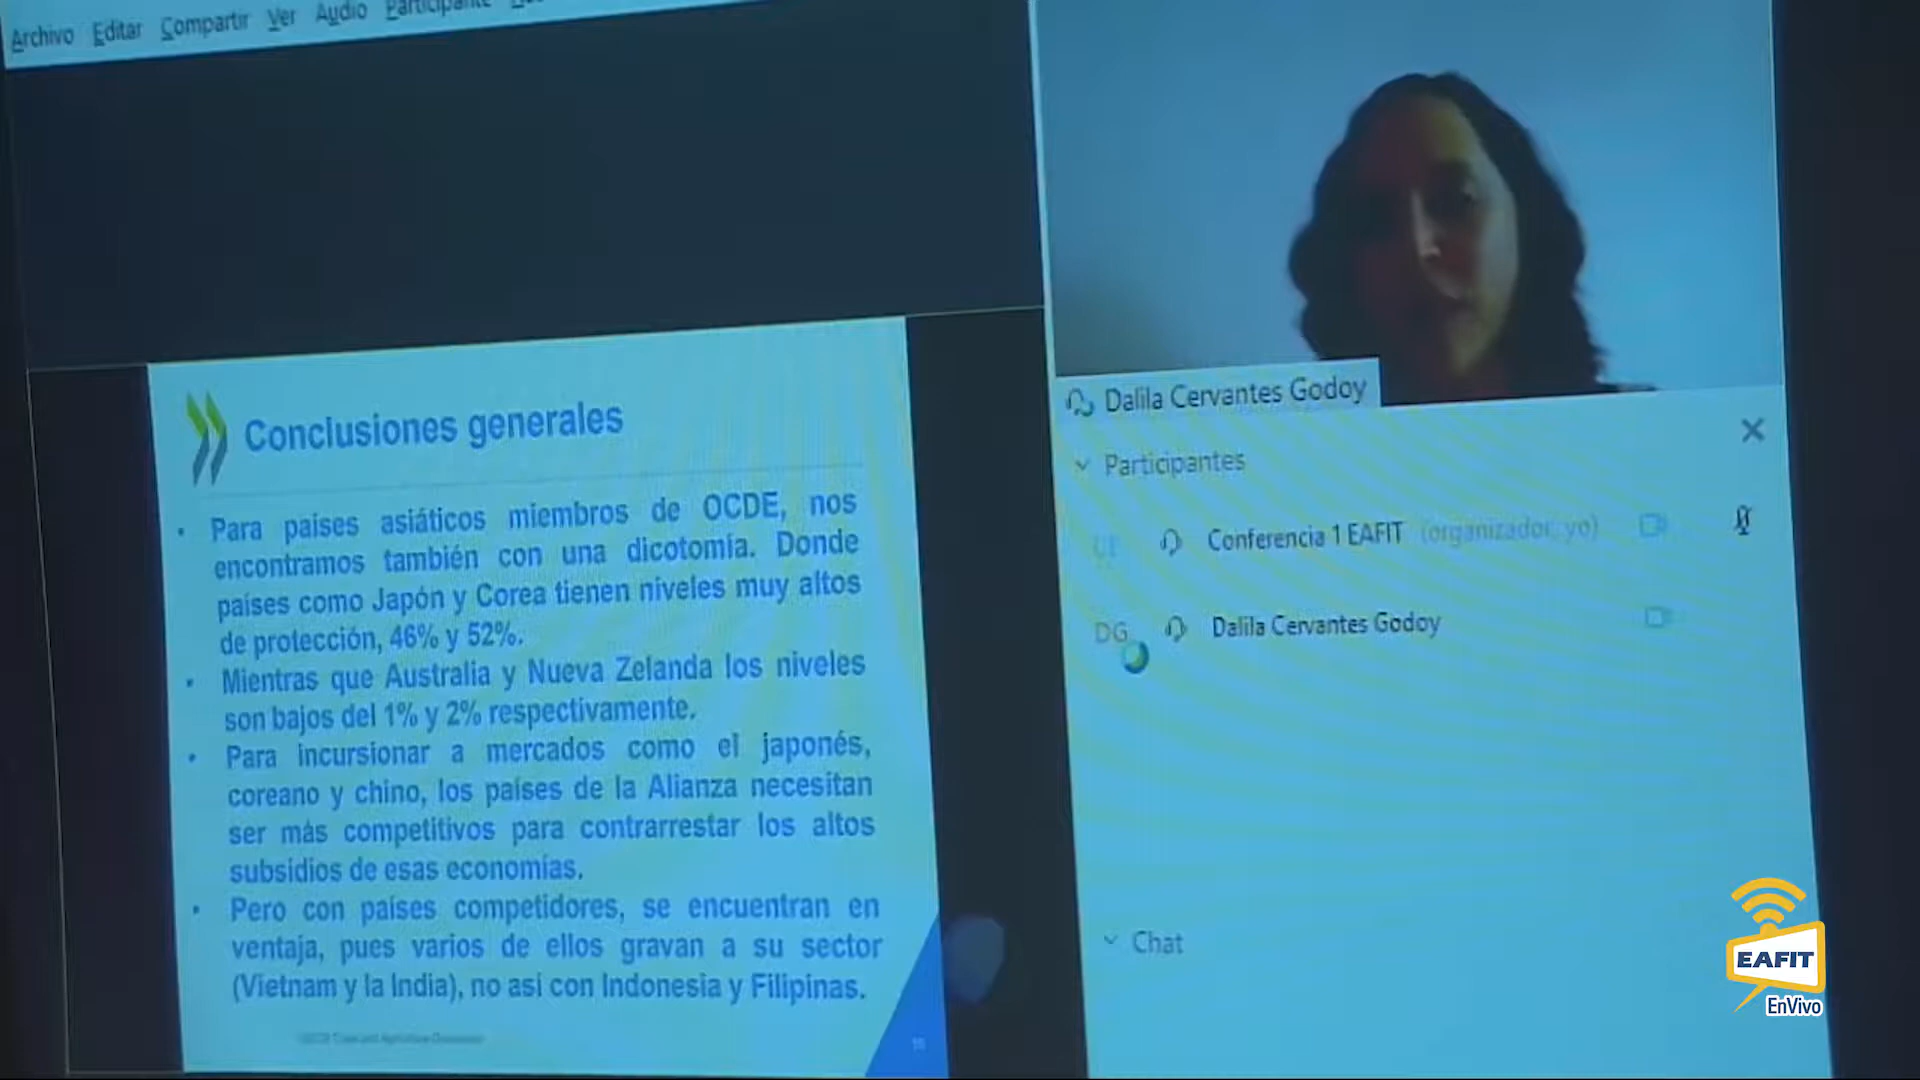 Archivo Editar Compartir Ver Audio Participante
Conclusiones generales
• Para países asiáticos miembros de OCDE, nos
encontramos también con una dicotomía. Donde
países como Japón y Corea tienen niveles muy altos
de protección, 46% y 52%.
• Mientras que Australia y Nueva Zelanda los niveles
son bajos del 1% y 2% respectivamente.
• Para incursionar a mercados como el japonés,
coreano y chino, los países de la Alianza necesitan
ser más competitivos para contrarrestar los altos
subsidios de esas economías.
• Pero con países competidores, se encuentran en
ventaja, pues varios de ellos gravan a su sector
(Vietnam y la India), no así con Indonesia y Filipinas.
Dalila Cervantes Godoy
Participantes
Conferencia 1 EAFIT (organizador, yo)
DG Dalila Cervantes Godoy
Chat
EAFIT
EnVivo